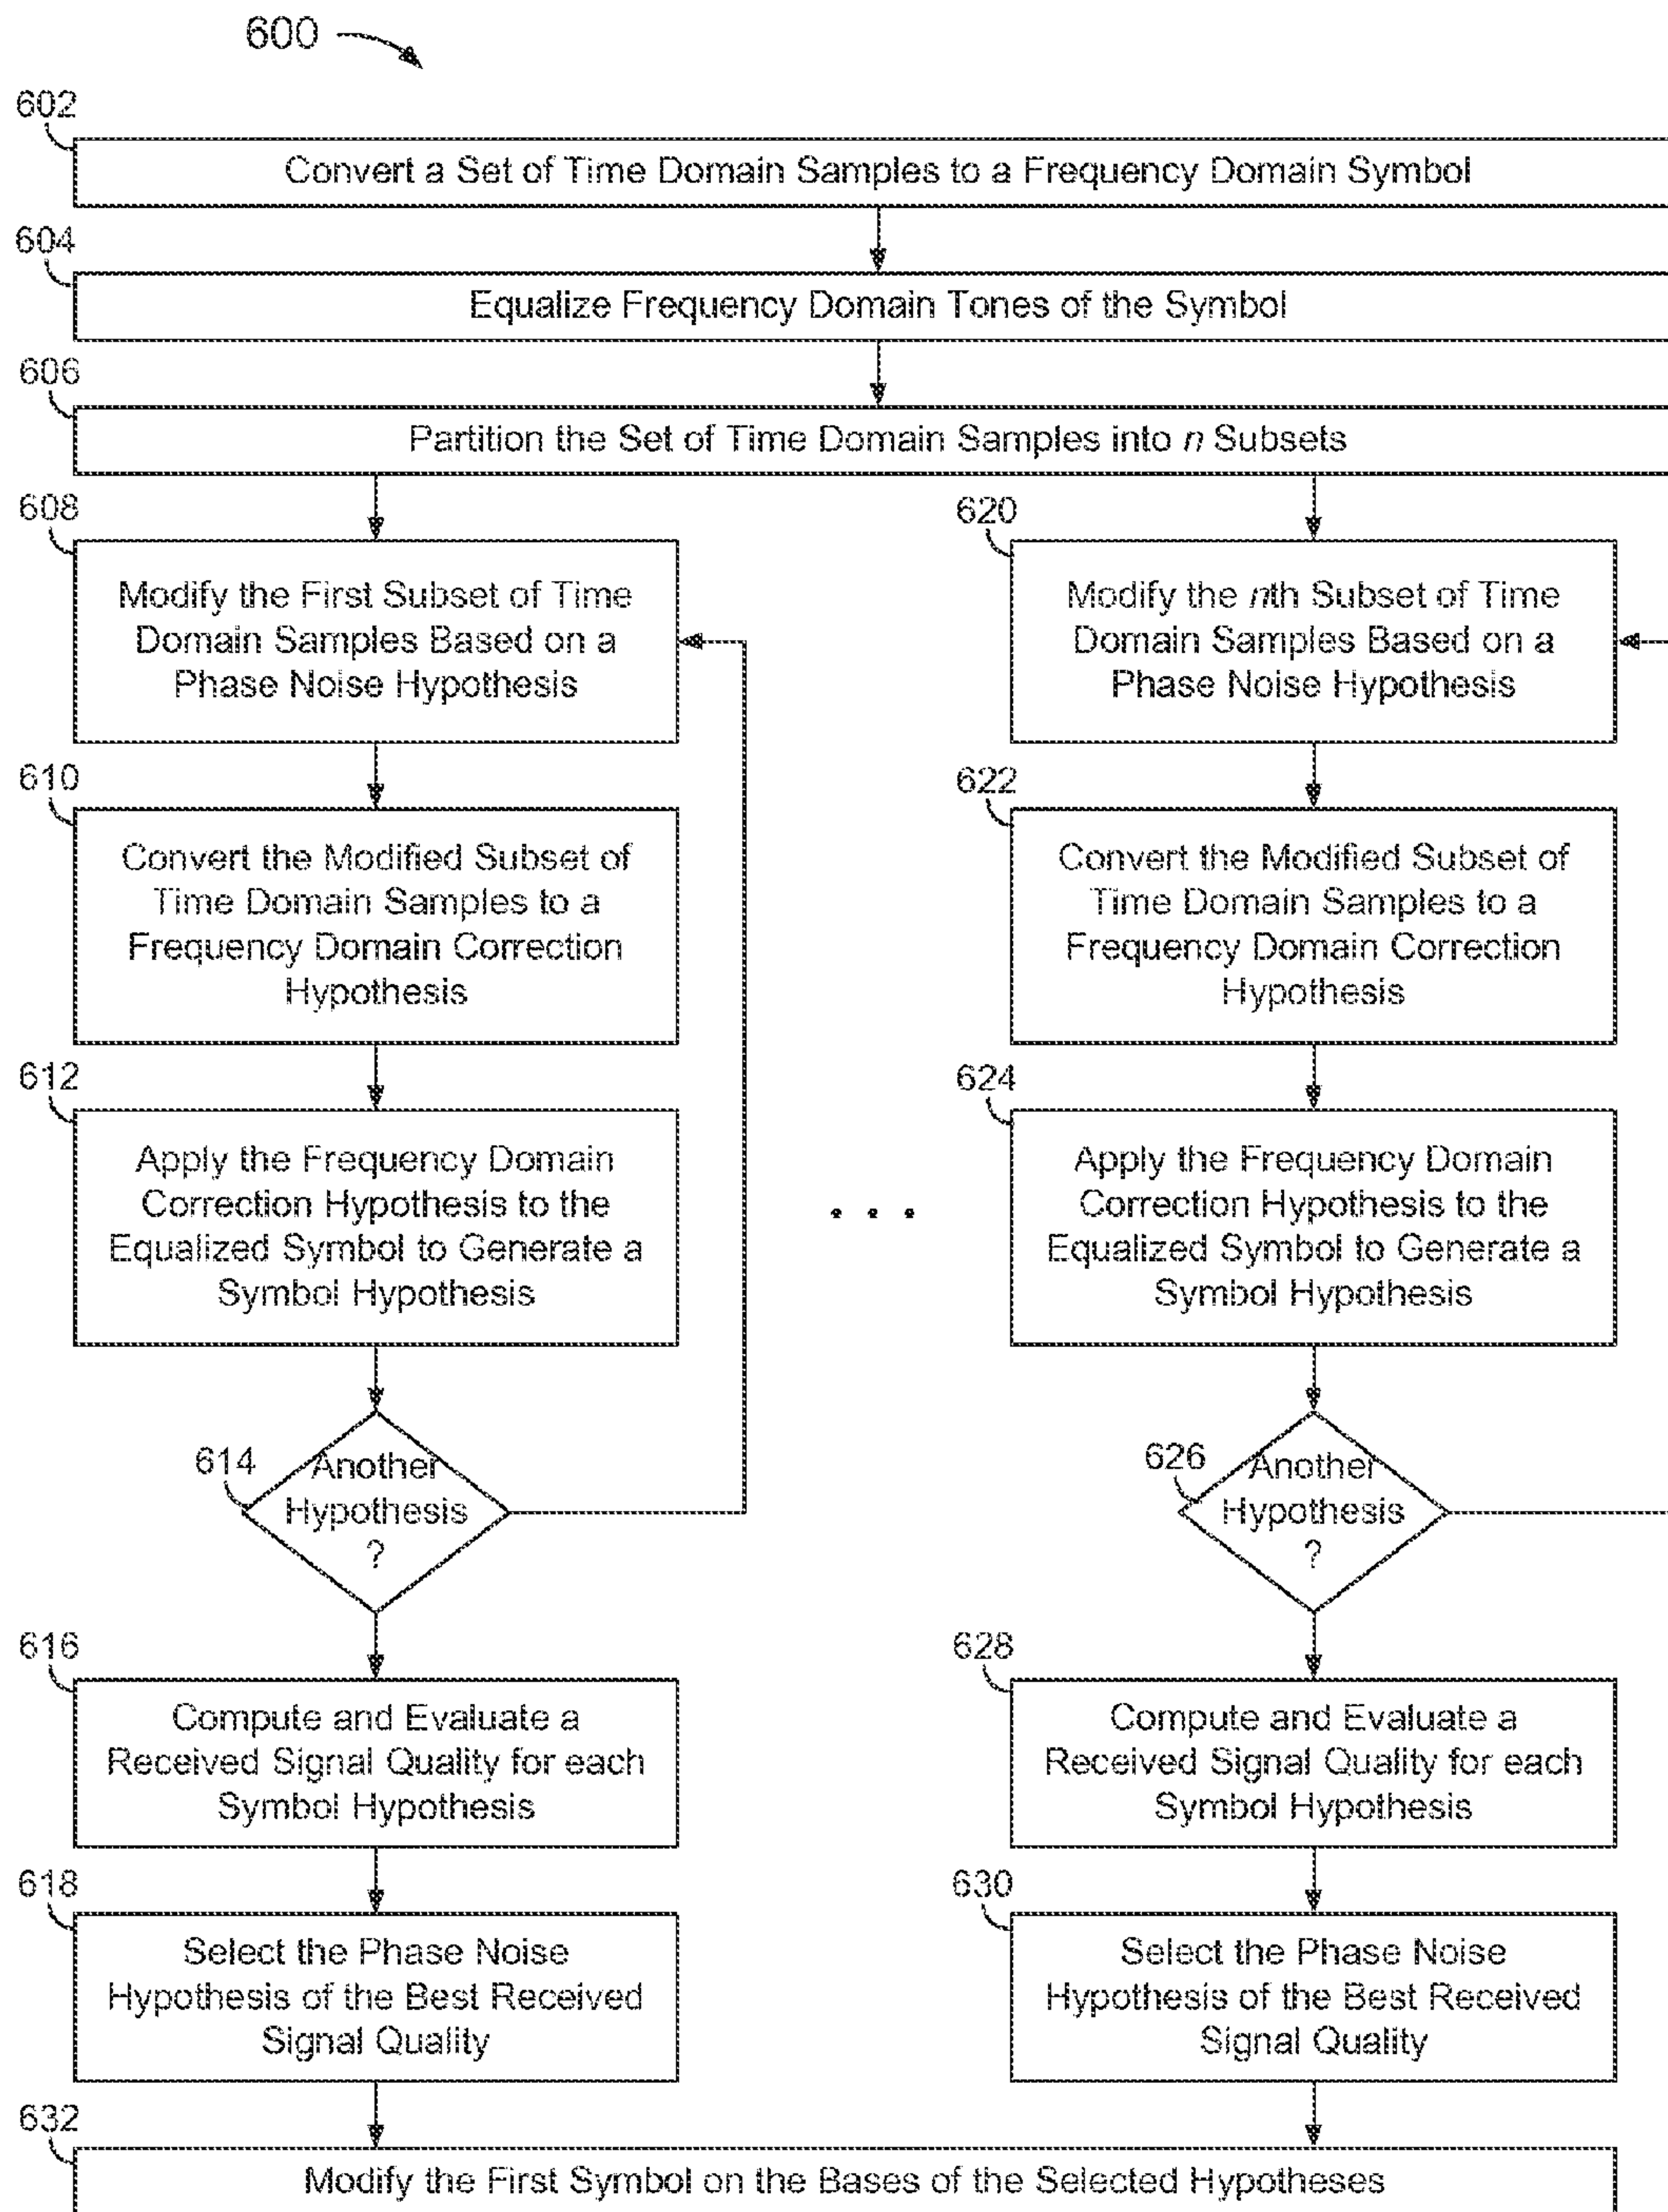 600
602
Convert a Set of Time Domain Samples to a Frequency Domain Symbol
604
Equalize Frequency Domain Tones of the Symbol
606
Partition the Set of Time Domain Samples into n Subsets
608
Modify the First Subset of Time
Domain Samples Based on a
Phase Noise Hypothesis
610
Convert the Modified Subset of
Time Domain Samples to a
Frequency Domain Correction
Hypothesis
612
Apply the Frequency Domain
Correction Hypothesis to the
Equalized Symbol to Generate a
Symbol Hypothesis
614
Another
Hypothesis
?
616
Compute and Evaluate a
Received Signal Quality for each
Symbol Hypothesis
618
Select the Phase Noise
Hypothesis of the Best Received
Signal Quality
. . .
620
Modify the nth Subset of Time
Domain Samples Based on a
Phase Noise Hypothesis
622
Convert the Modified Subset of
Time Domain Samples to a
Frequency Domain Correction
Hypothesis
624
Apply the Frequency Domain
Correction Hypothesis to the
Equalized Symbol to Generate a
Symbol Hypothesis
626
Another
Hypothesis
?
628
Compute and Evaluate a
Received Signal Quality for each
Symbol Hypothesis
630
Select the Phase Noise
Hypothesis of the Best Received
Signal Quality
632
Modify the First Symbol on the Bases of the Selected Hypotheses